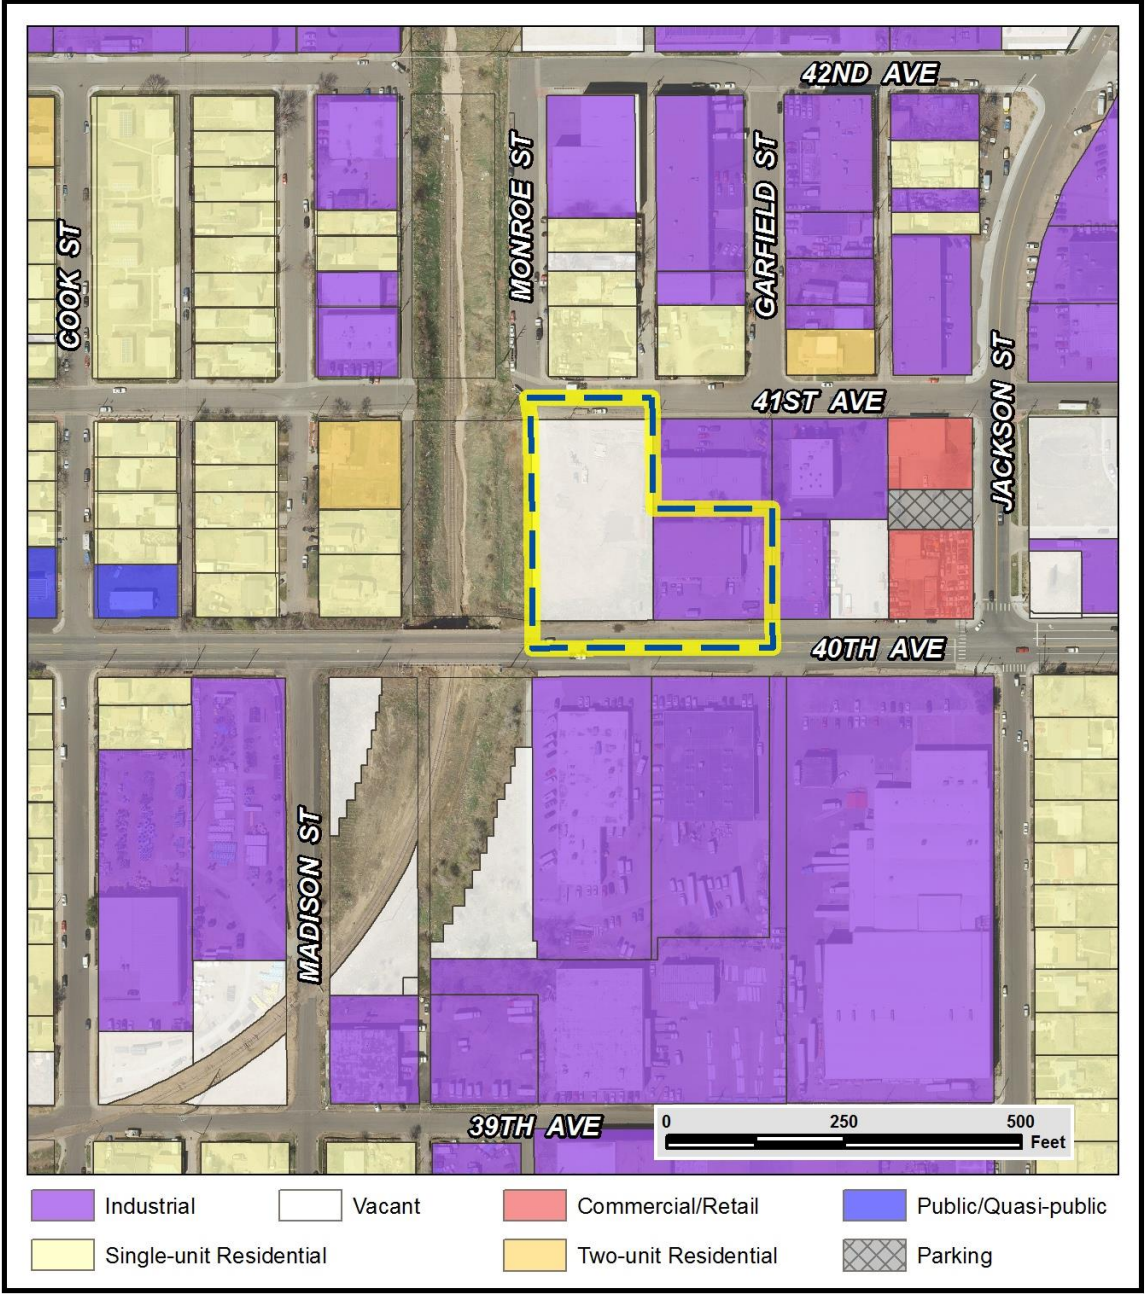 42ND AVE
MONROE ST
GARFIELD ST
COOK ST
JACKSON ST
41ST AVE
40TH AVE
MADISON ST
39TH AVE
0 250 500
Feet
Industrial Vacant Commercial/Retail Public/Quasi-public
Single-unit Residential Two-unit Residential Parking